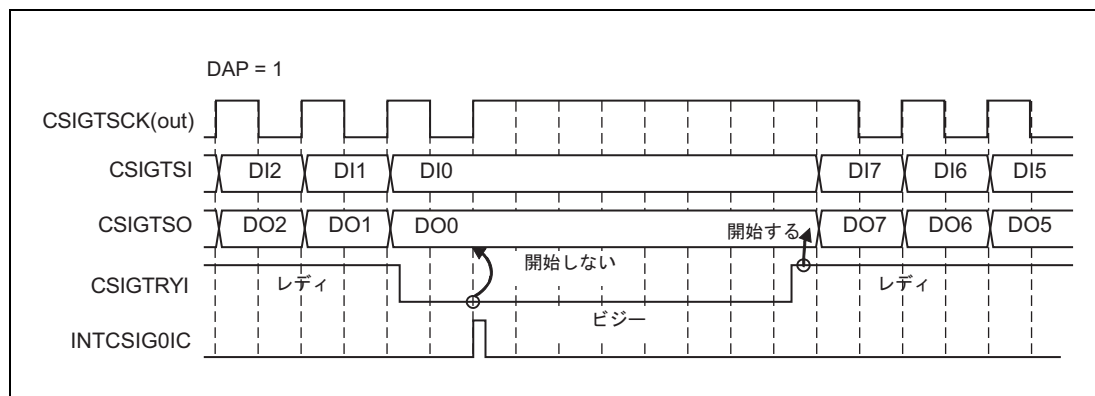 DAP = 1
CSIGTSCK(out)
CSIGTSI DI2 DI1 DI0 DI7 DI6 DI5
CSIGTSO DO2 DO1 DO0 開始する DO7 DO6 DO5
開始しない
CSIGTRYI レディ ビジー レディ
INTCSIG0IC